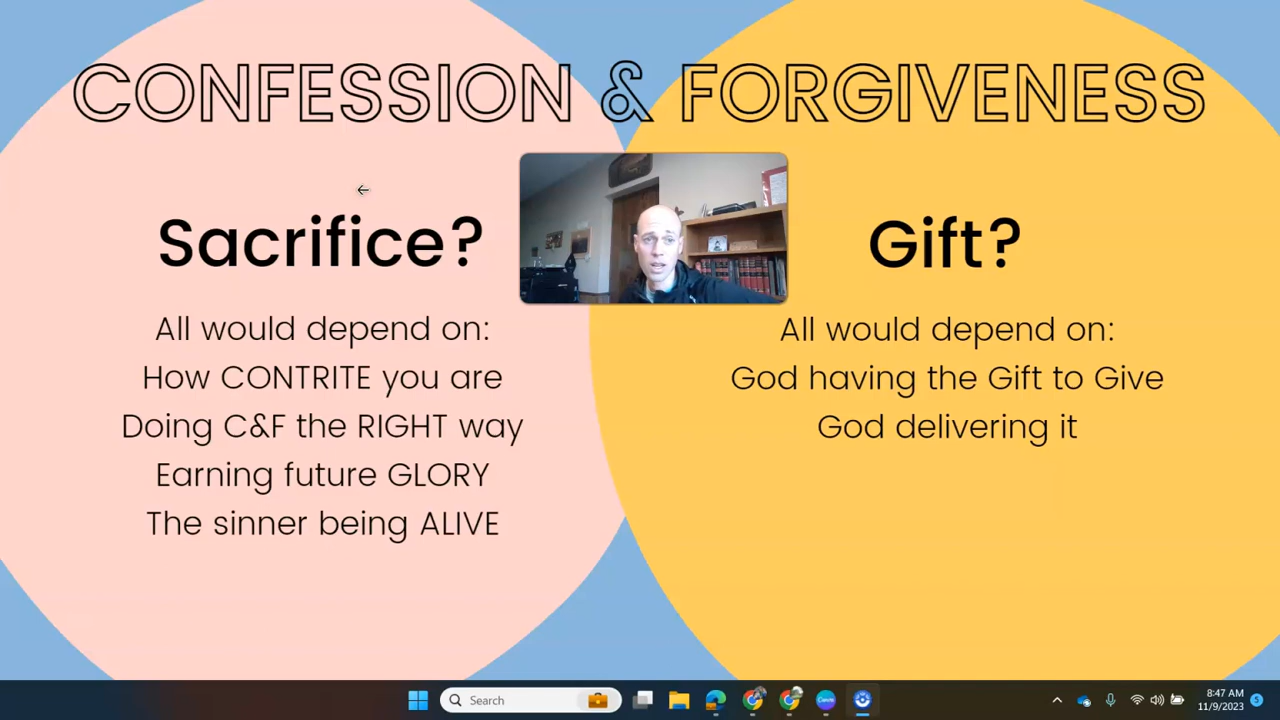 CONFESSION & FORGIVENESS
Sacrifice?
All would depend on:
How CONTRITE you are
Doing C&F the RIGHT way
Earning future GLORY
The sinner being ALIVE
Gift?
All would depend on:
God having the Gift to Give
God delivering it
Search
8:47 AM
11/9/2023